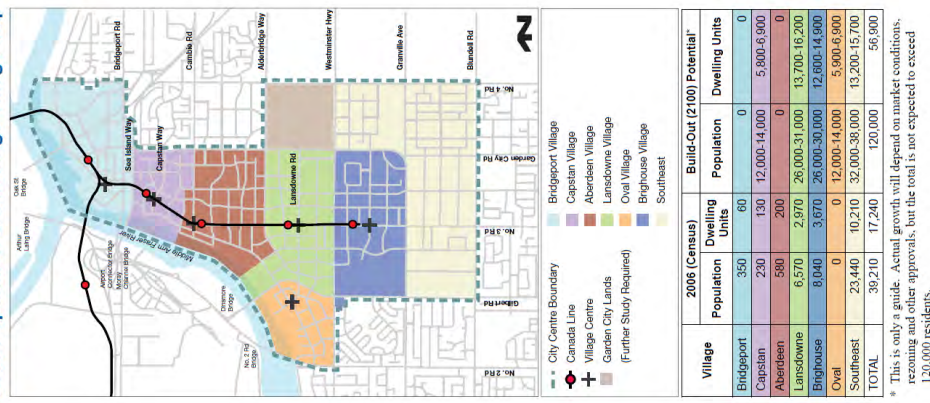 Oak St
Bridge
Arthur
Laing Bridge
Airport
Connector Bridge
Moray
Channel Bridge
Middle Arm Fraser River
Dinsmore
Bridge
No. 2 Rd
Bridge
Sea Island Way
Capstan Way
Lansdowne Rd
Bridgeport Rd
Cambie Rd
Alderbridge Way
Westminster Hwy
Granville Ave
Blundell Rd
No. 4 Rd
Garden City Rd
No. 3 Rd
Gilbert Rd
No. 2 Rd
N
City Centre Boundary
Canada Line
Village Centre
Garden City Lands
(Further Study Required)
Bridgeport Village
Capstan Village
Aberdeen Village
Lansdowne Village
Oval Village
Brighouse Village
Southeast
Village 2006 (Census) Build-Out (2100) Potential*
Population Dwelling Units Population Dwelling Units
Bridgeport 350 60 0 0
Capstan 230 130 12,000-14,000 5,800-6,900
Aberdeen 580 200 0 0
Lansdowne 6,570 2,970 26,000-31,000 13,700-16,200
Brighouse 8,040 3,670 26,000-30,000 12,600-14,900
Oval 0 0 12,000-14,000 5,900-6,900
Southeast 23,440 10,210 32,000-38,000 13,200-15,700
TOTAL 39,210 17,240 120,000 56,900
* This is only a guide. Actual growth will depend on market conditions,
rezoning and other approvals, but the total is not expected to exceed
120,000 residents.